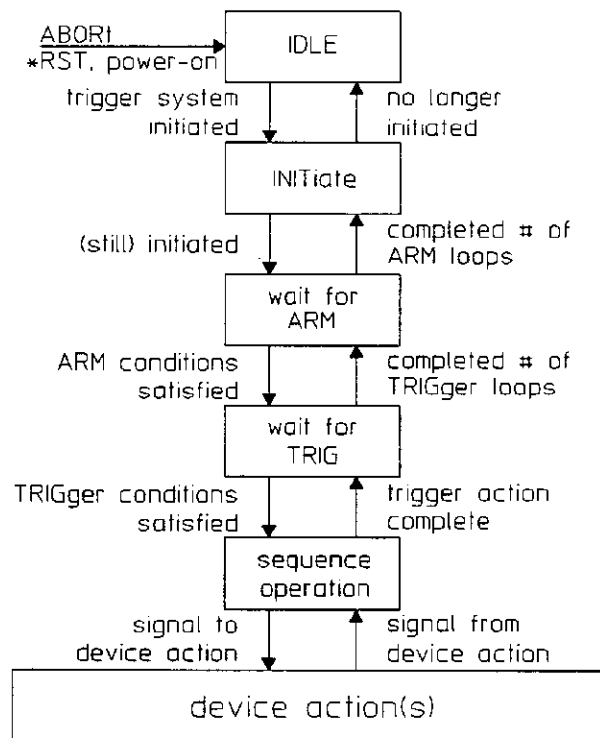 ABORt
*RST, power-on
IDLE
trigger system
initiated
no longer
initiated
INITiate
(still) initiated
completed # of
ARM loops
wait for
ARM
ARM conditions
satisfied
completed # of
TRIGger loops
wait for
TRIG
TRIGger conditions
satisfied
trigger action
complete
sequence
operation
signal to
device action
signal from
device action
device action(s)